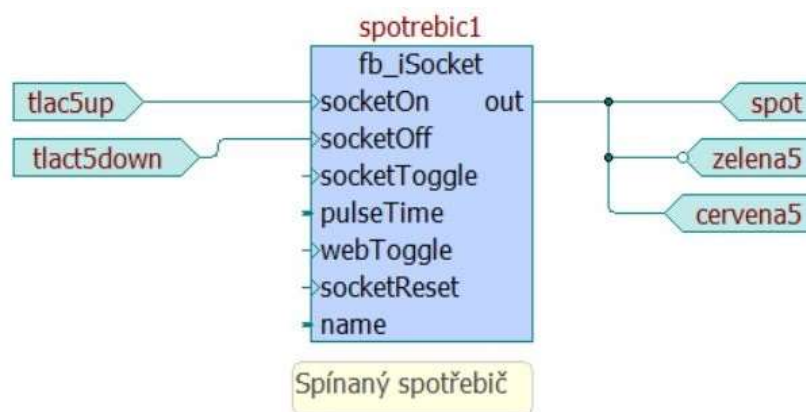 spotrebic1
fb_iSocket
tlac5up
socketOn out
spot
tlact5down
socketOff
zelena5
socketToggle
cervena5
pulseTime
webToggle
socketReset
name
Spínaný spotřebič